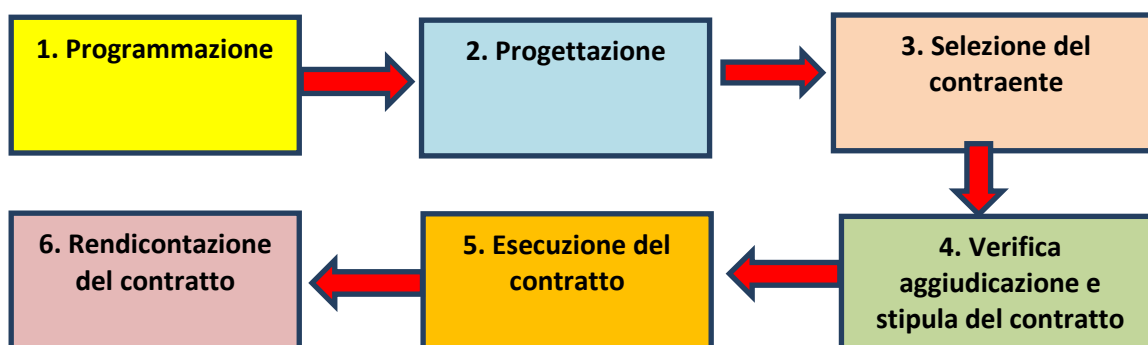 1. Programmazione
2. Progettazione
3. Selezione del
contraente
4. Verifica
aggiudicazione e
stipula del contratto
5. Esecuzione del
contratto
6. Rendicontazione
del contratto